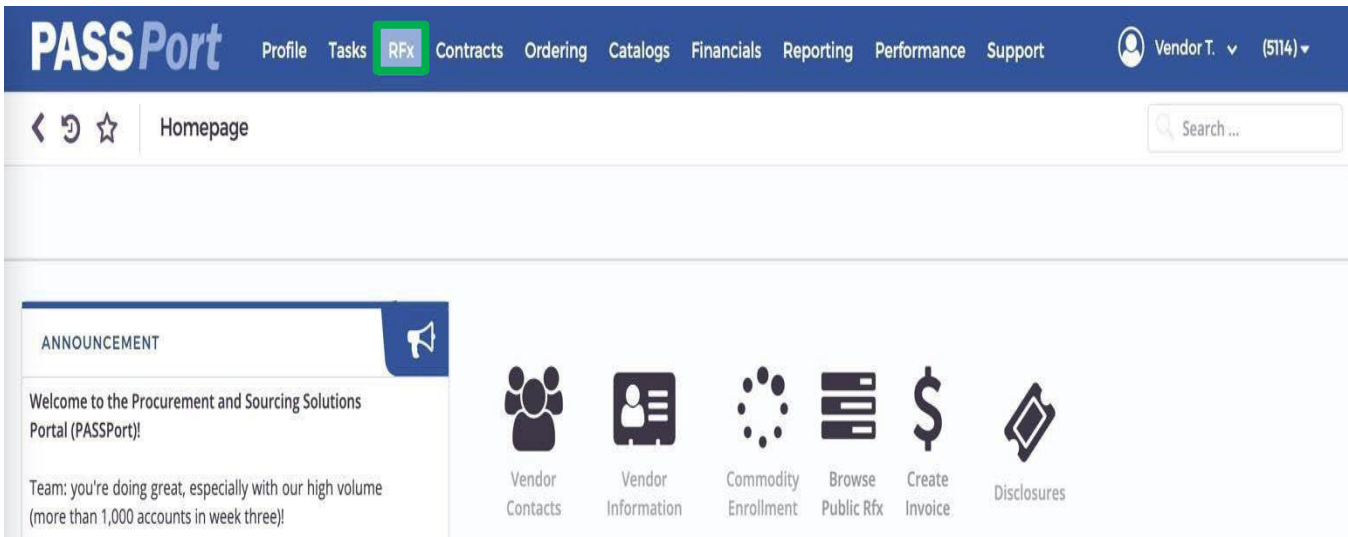 PASSPort Profile Tasks RFx Contracts Ordering Catalogs Financials Reporting Performance Support Vendor T. (5114)
Homepage Search ...
ANNOUNCEMENT
Welcome to the Procurement and Sourcing Solutions
Portal (PASSPort)!
Team: you're doing great, especially with our high volume
(more than 1,000 accounts in week three)!
Vendor
Contacts
Vendor
Information
Commodity
Enrollment
Browse
Public Rfx
Create
Invoice
Disclosures